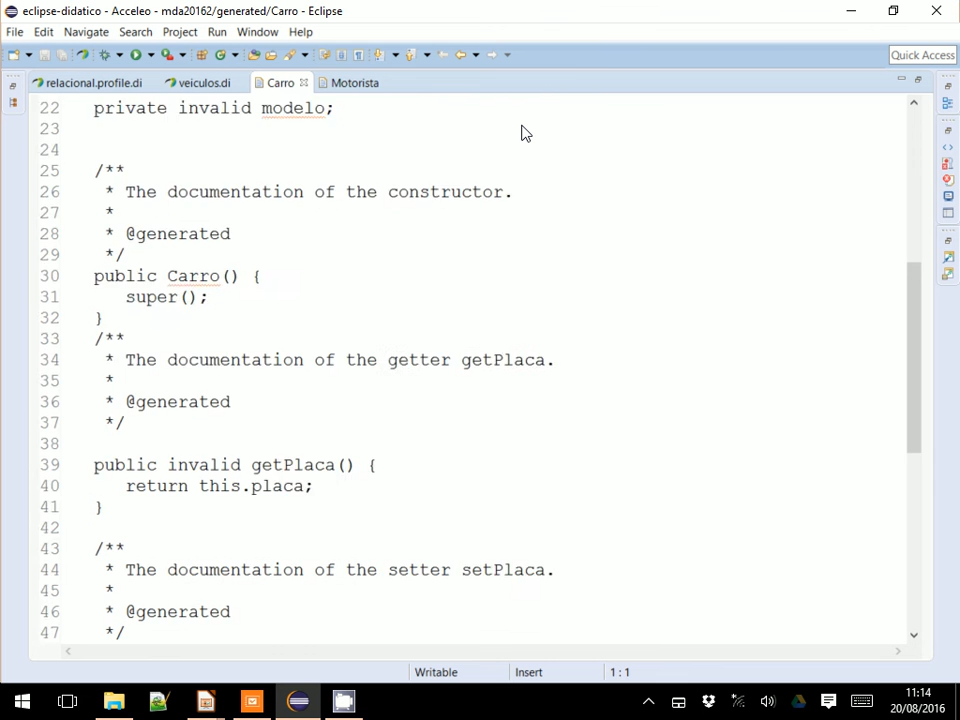 eclipse-didatico - Acceleo - mda20162/generated/Carro - Eclipse
File Edit Navigate Search Project Run Window Help
Quick Access
relacional.profile.di veiculos.di Carro Motorista
22 private invalid modelo;
23
24
25 /**
26 * The documentation of the constructor.
27 *
28 * @generated
29 */
30 public Carro() {
31 super();
32 }
33 /**
34 * The documentation of the getter getPlaca.
35 *
36 * @generated
37 */
38
39 public invalid getPlaca() {
40 return this.placa;
41 }
42
43 /**
44 * The documentation of the setter setPlaca.
45 *
46 * @generated
47 */
Writable Insert 1 : 1
11:14
20/08/2016